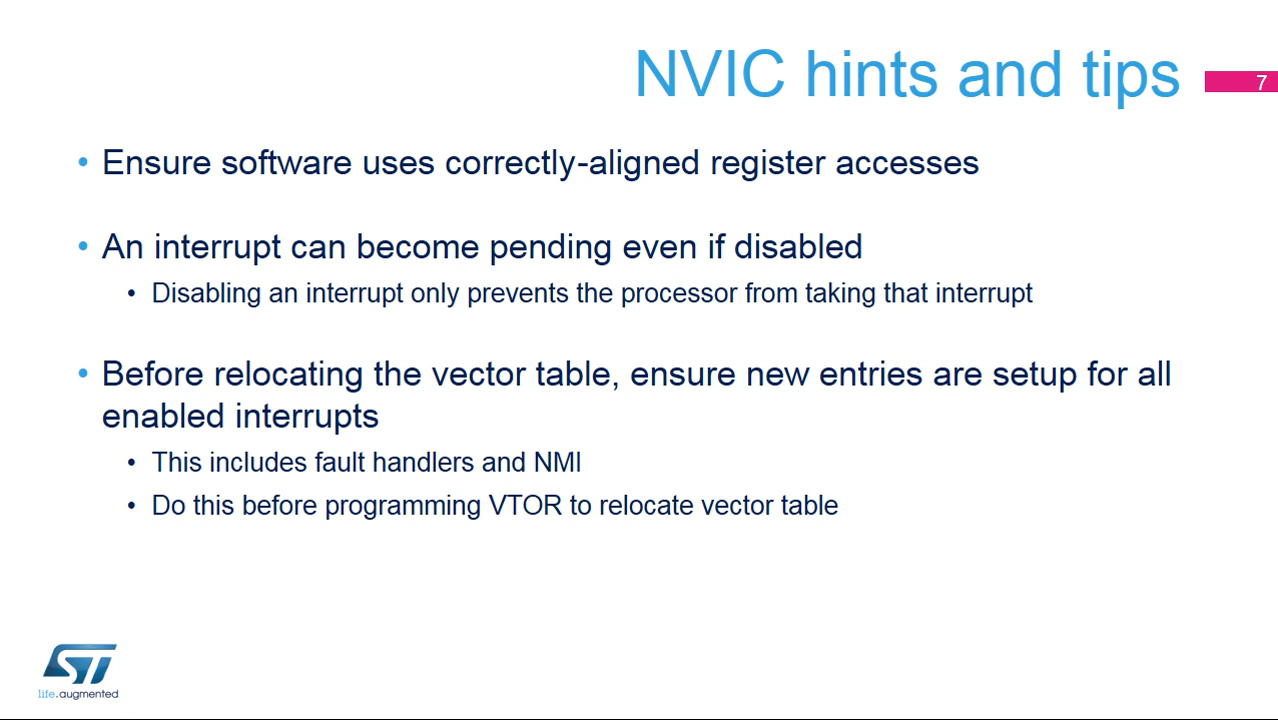 NVIC hints and tips
7
• Ensure software uses correctly-aligned register accesses
• An interrupt can become pending even if disabled
• Disabling an interrupt only prevents the processor from taking that interrupt
• Before relocating the vector table, ensure new entries are setup for all
enabled interrupts
• This includes fault handlers and NMI
• Do this before programming VTOR to relocate vector table
ST
life.augmented